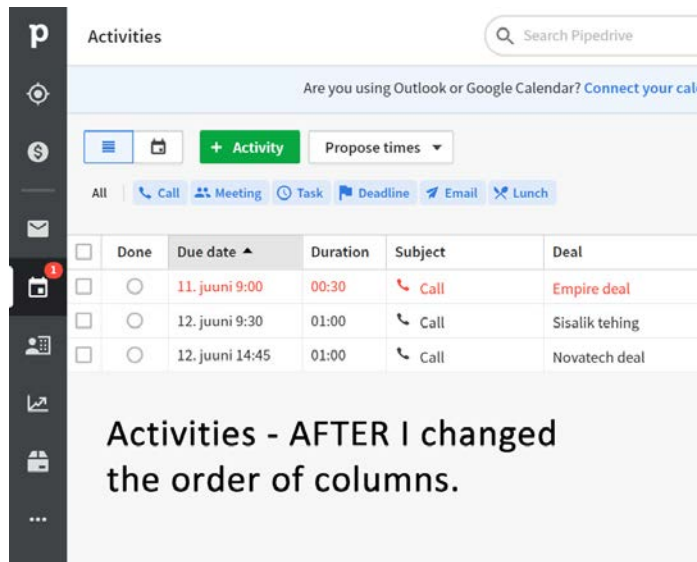 p
Activities
Search Pipedrive
Are you using Outlook or Google Calendar? Connect your cal
+ Activity
Propose times
All Call Meeting Task Deadline Email Lunch
Done Due date Duration Subject Deal
1
11. juuni 9:00 00:30 Call Empire deal
12. juuni 9:30 01:00 Call Sisalik tehing
12. juuni 14:45 01:00 Call Novatech deal
Activities - AFTER I changed
the order of columns.